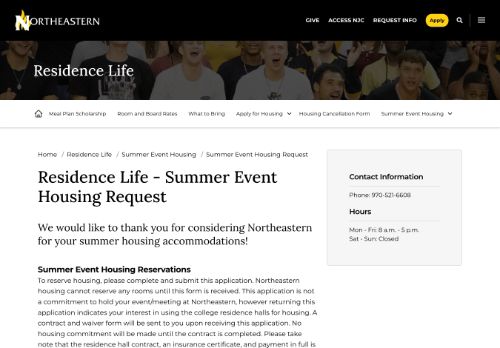 NORTHEASTERN
GIVE ACCESS NJC REQUEST INFO Apply
Residence Life
Meal Plan Scholarship Room and Board Rates What to Bring Apply for Housing Housing Cancellation Form Summer Event Housing
Home / Residence Life / Summer Event Housing / Summer Event Housing Request
Residence Life - Summer Event
Housing Request
We would like to thank you for considering Northeastern
for your summer housing accommodations!
Summer Event Housing Reservations
To reserve housing, please complete and submit this application. Northeastern
housing cannot reserve any rooms until this form is received. This application is not
a commitment to hold your event/meeting at Northeastern, however returning this
application indicates your interest in using the college residence halls for housing. A
contract and waiver form will be sent to you upon receiving this application. No
housing commitment will be made until the contract is completed. Please take
note that the residence hall contract, an insurance certificate, and payment in full is
Contact Information
Phone: 970-521-6608
Hours
Mon - Fri: 8 a.m. - 5 p.m.
Sat - Sun: Closed